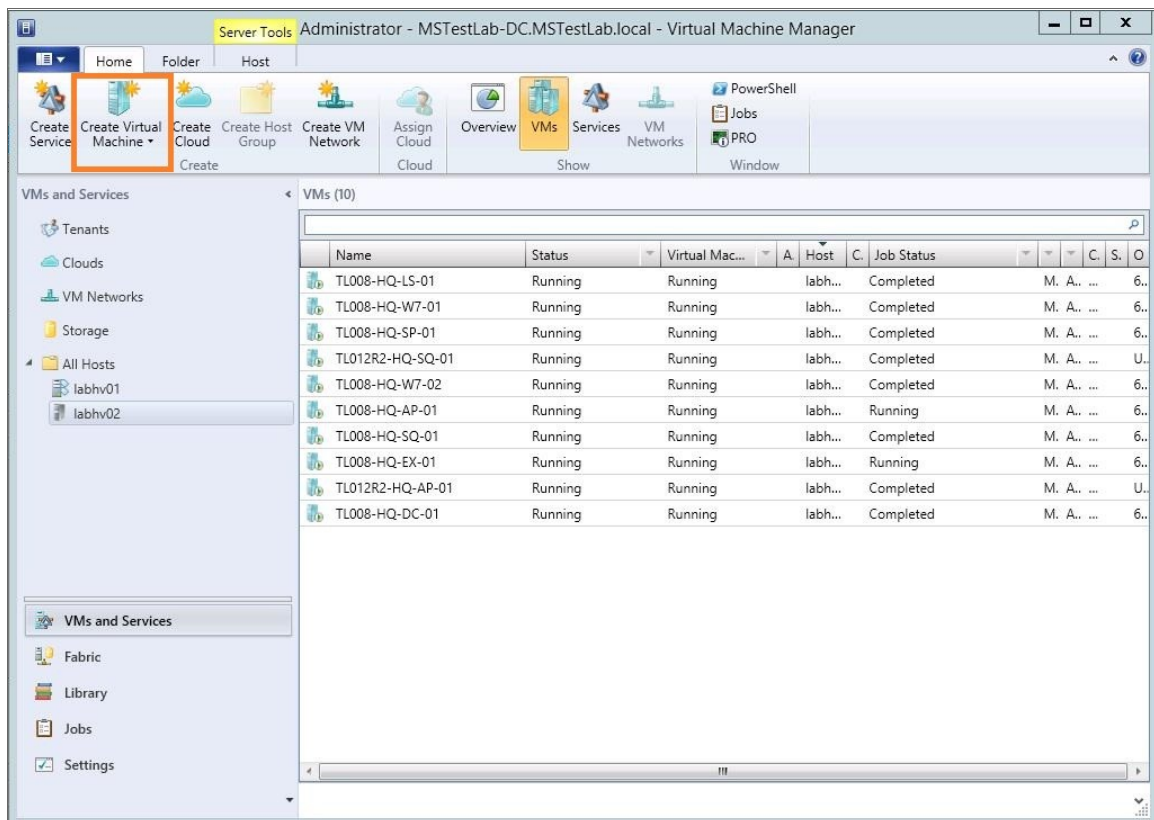 Server Tools Administrator - MSTestLab-DC.MSTestLab.local - Virtual Machine Manager
Home Folder Host
Create Service
Create Virtual Machine
Create Cloud
Create Host Group
Create VM Network
Assign Cloud
Overview
VMs
Services
VM Networks
PowerShell
Jobs
PRO
Create Cloud Show Window
VMs and Services
Tenants
Clouds
VM Networks
Storage
All Hosts
labhv01
labhv02
VMs and Services
Fabric
Library
Jobs
Settings
VMs (10)
Name Status Virtual Mac... A. Host C. Job Status C. S. O
TL008-HQ-LS-01 Running Running labh... Completed M. A.. ... 6..
TL008-HQ-W7-01 Running Running labh... Completed M. A.. ... 6..
TL008-HQ-SP-01 Running Running labh... Completed M. A.. ... 6..
TL012R2-HQ-SQ-01 Running Running labh... Completed M. A.. ... U..
TL008-HQ-W7-02 Running Running labh... Completed M. A.. ... 6..
TL008-HQ-AP-01 Running Running labh... Running M. A.. ... 6..
TL008-HQ-SQ-01 Running Running labh... Completed M. A.. ... 6..
TL008-HQ-EX-01 Running Running labh... Running M. A.. ... 6..
TL012R2-HQ-AP-01 Running Running labh... Completed M. A.. ... U..
TL008-HQ-DC-01 Running Running labh... Completed M. A.. ... 6..